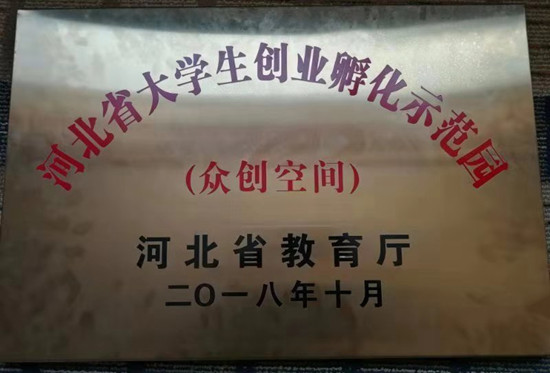 河北省大学生创业孵化示范园
(众创空间)
河北省教育厅
二〇一八年十月